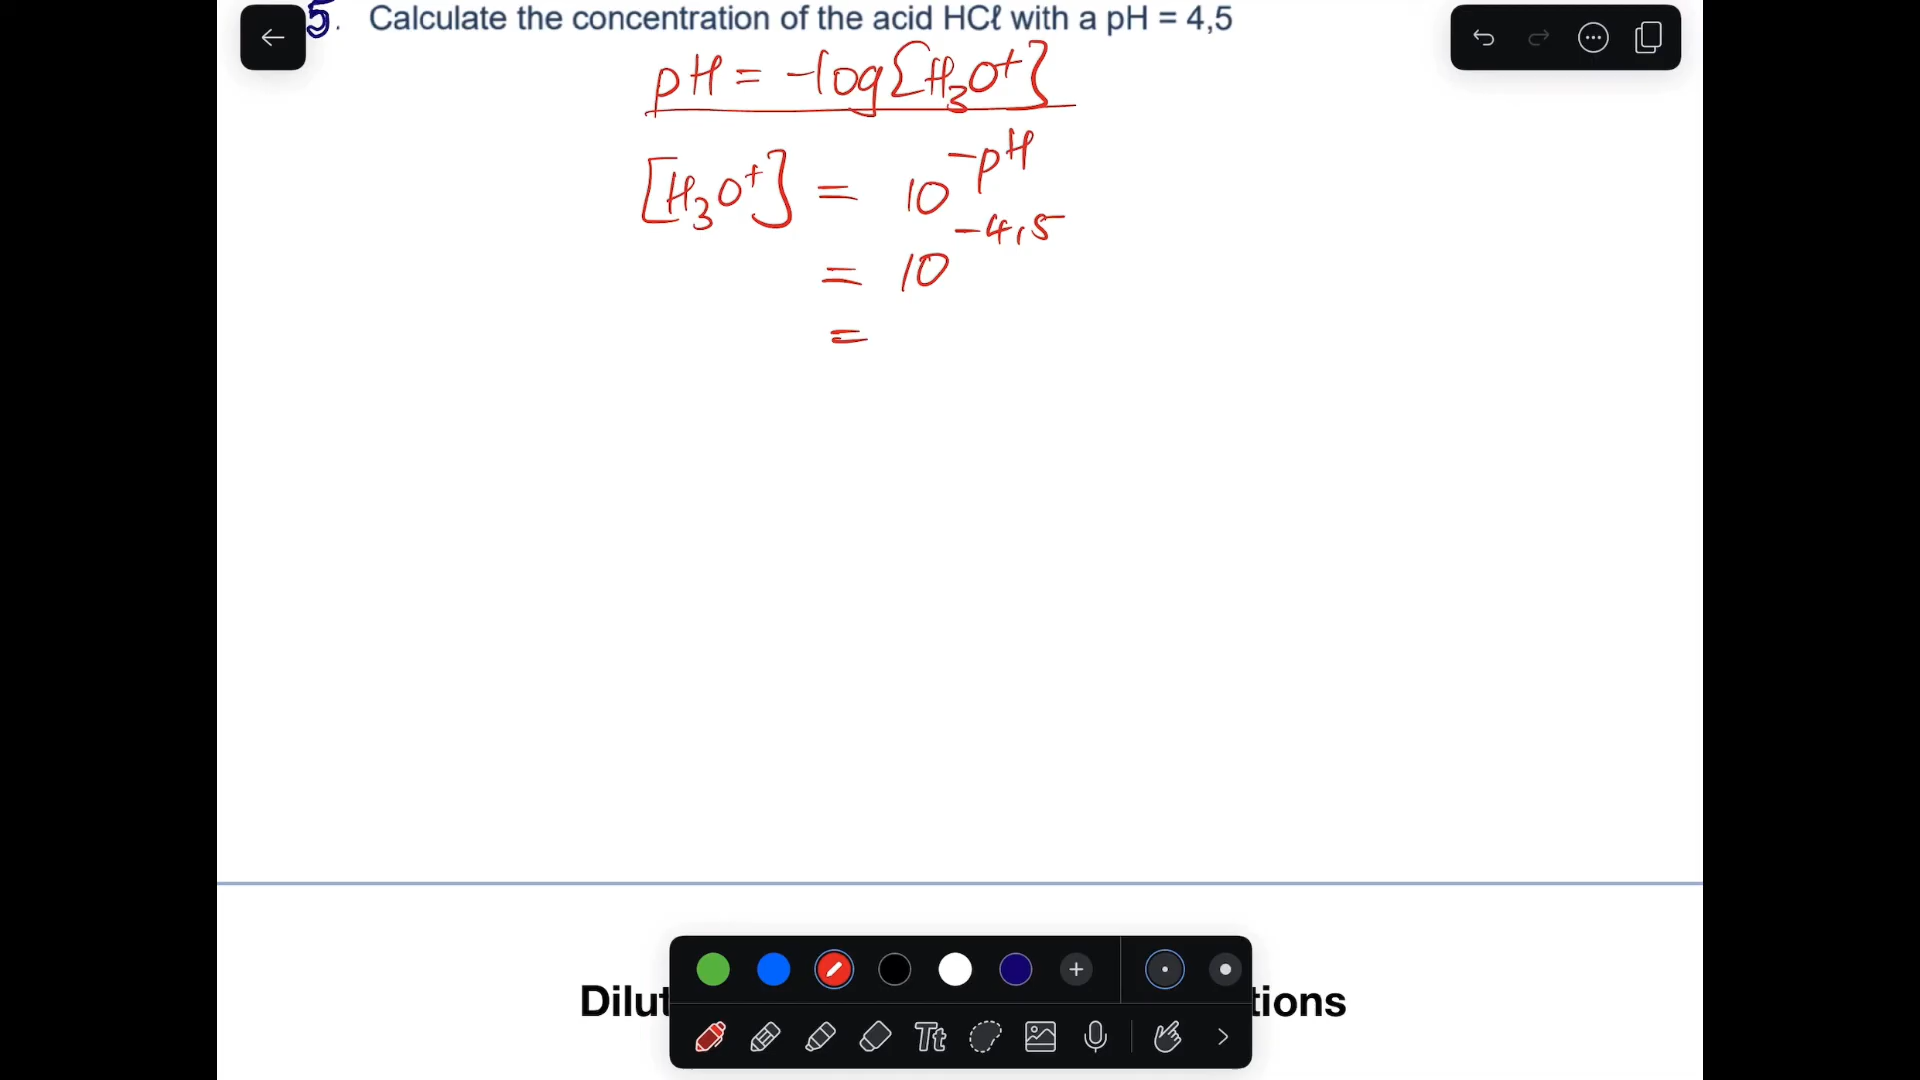 5. Calculate the concentration of the acid HCℓ with a pH = 4,5
pH = -log[H₃O⁺]
[H₃O⁺] = 10⁻ᵖᴴ
= 10⁻⁴,⁵
=
Dilut
tions
Tt